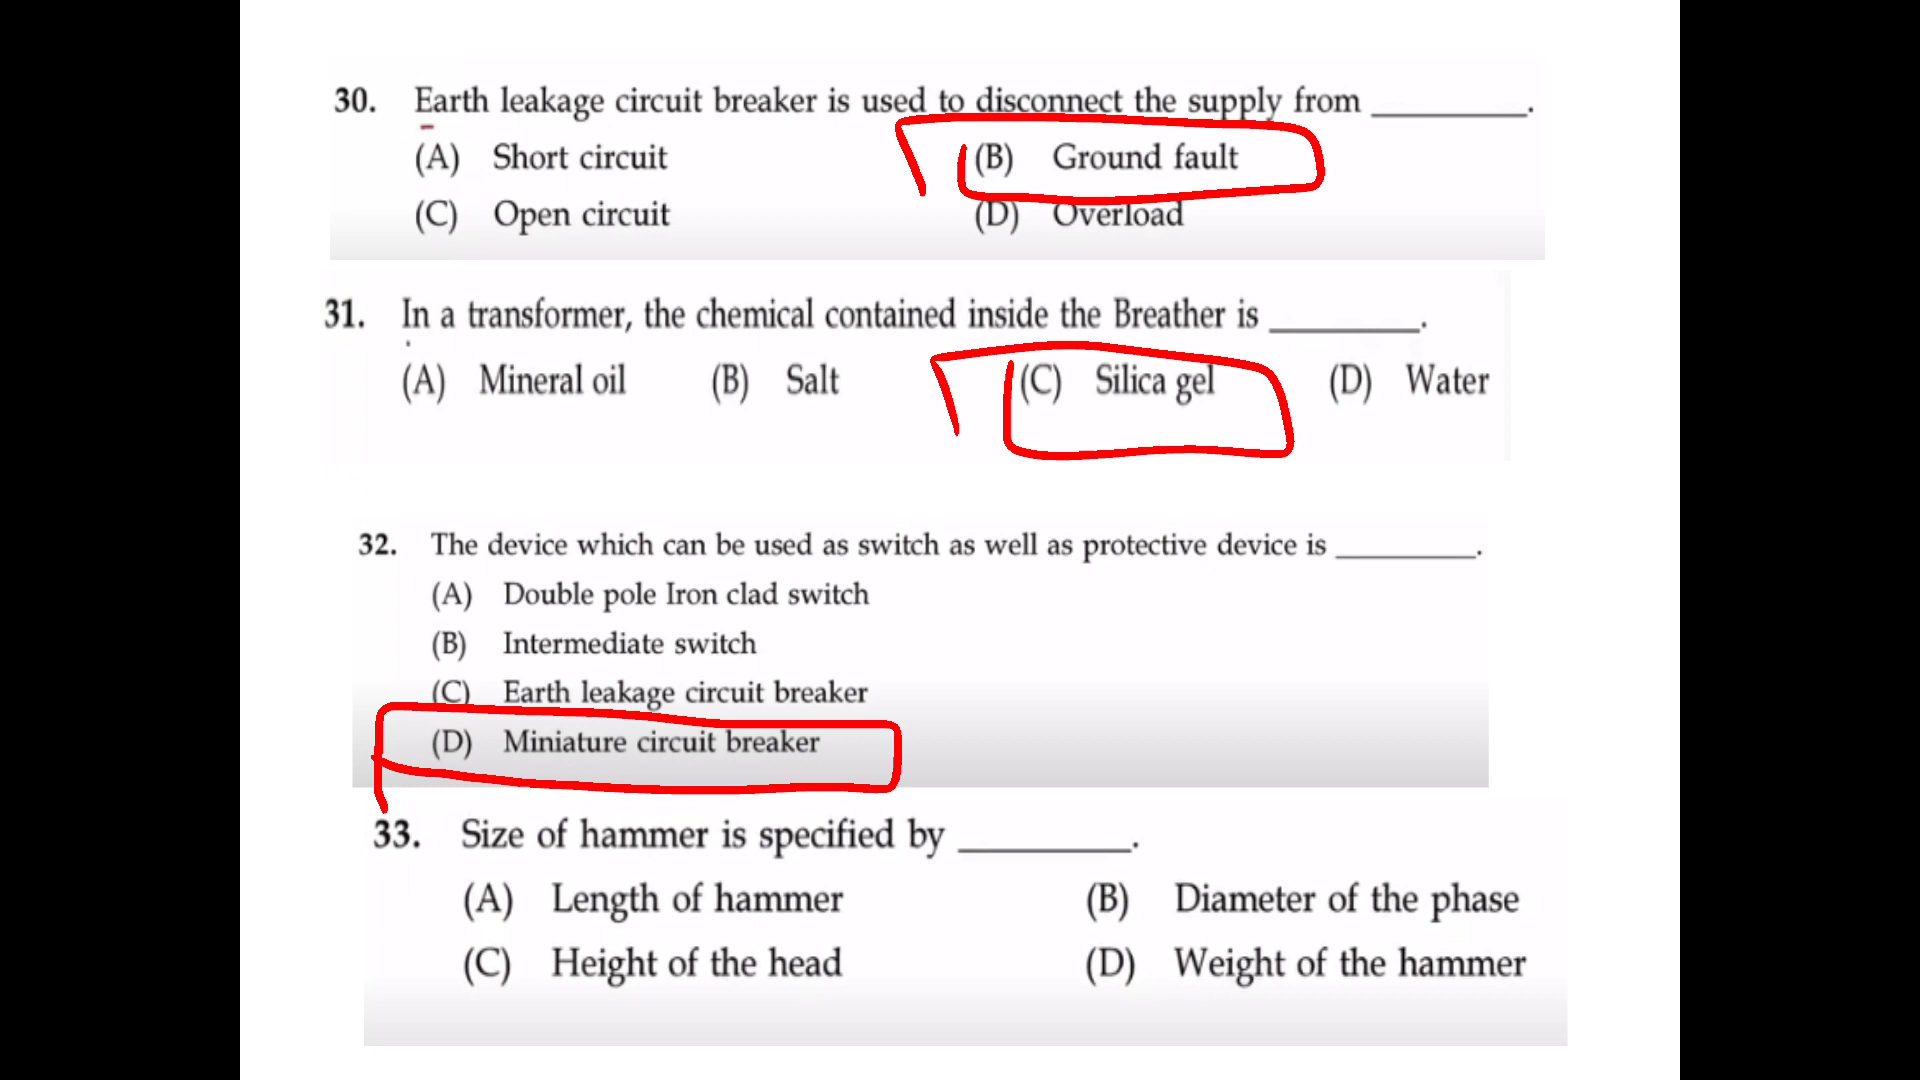 30. Earth leakage circuit breaker is used to disconnect the supply from ________.
(A) Short circuit (B) Ground fault
(C) Open circuit (D) Overload
31. In a transformer, the chemical contained inside the Breather is ________.
(A) Mineral oil (B) Salt (C) Silica gel (D) Water
32. The device which can be used as switch as well as protective device is ________.
(A) Double pole Iron clad switch
(B) Intermediate switch
(C) Earth leakage circuit breaker
(D) Miniature circuit breaker
33. Size of hammer is specified by ________.
(A) Length of hammer (B) Diameter of the phase
(C) Height of the head (D) Weight of the hammer